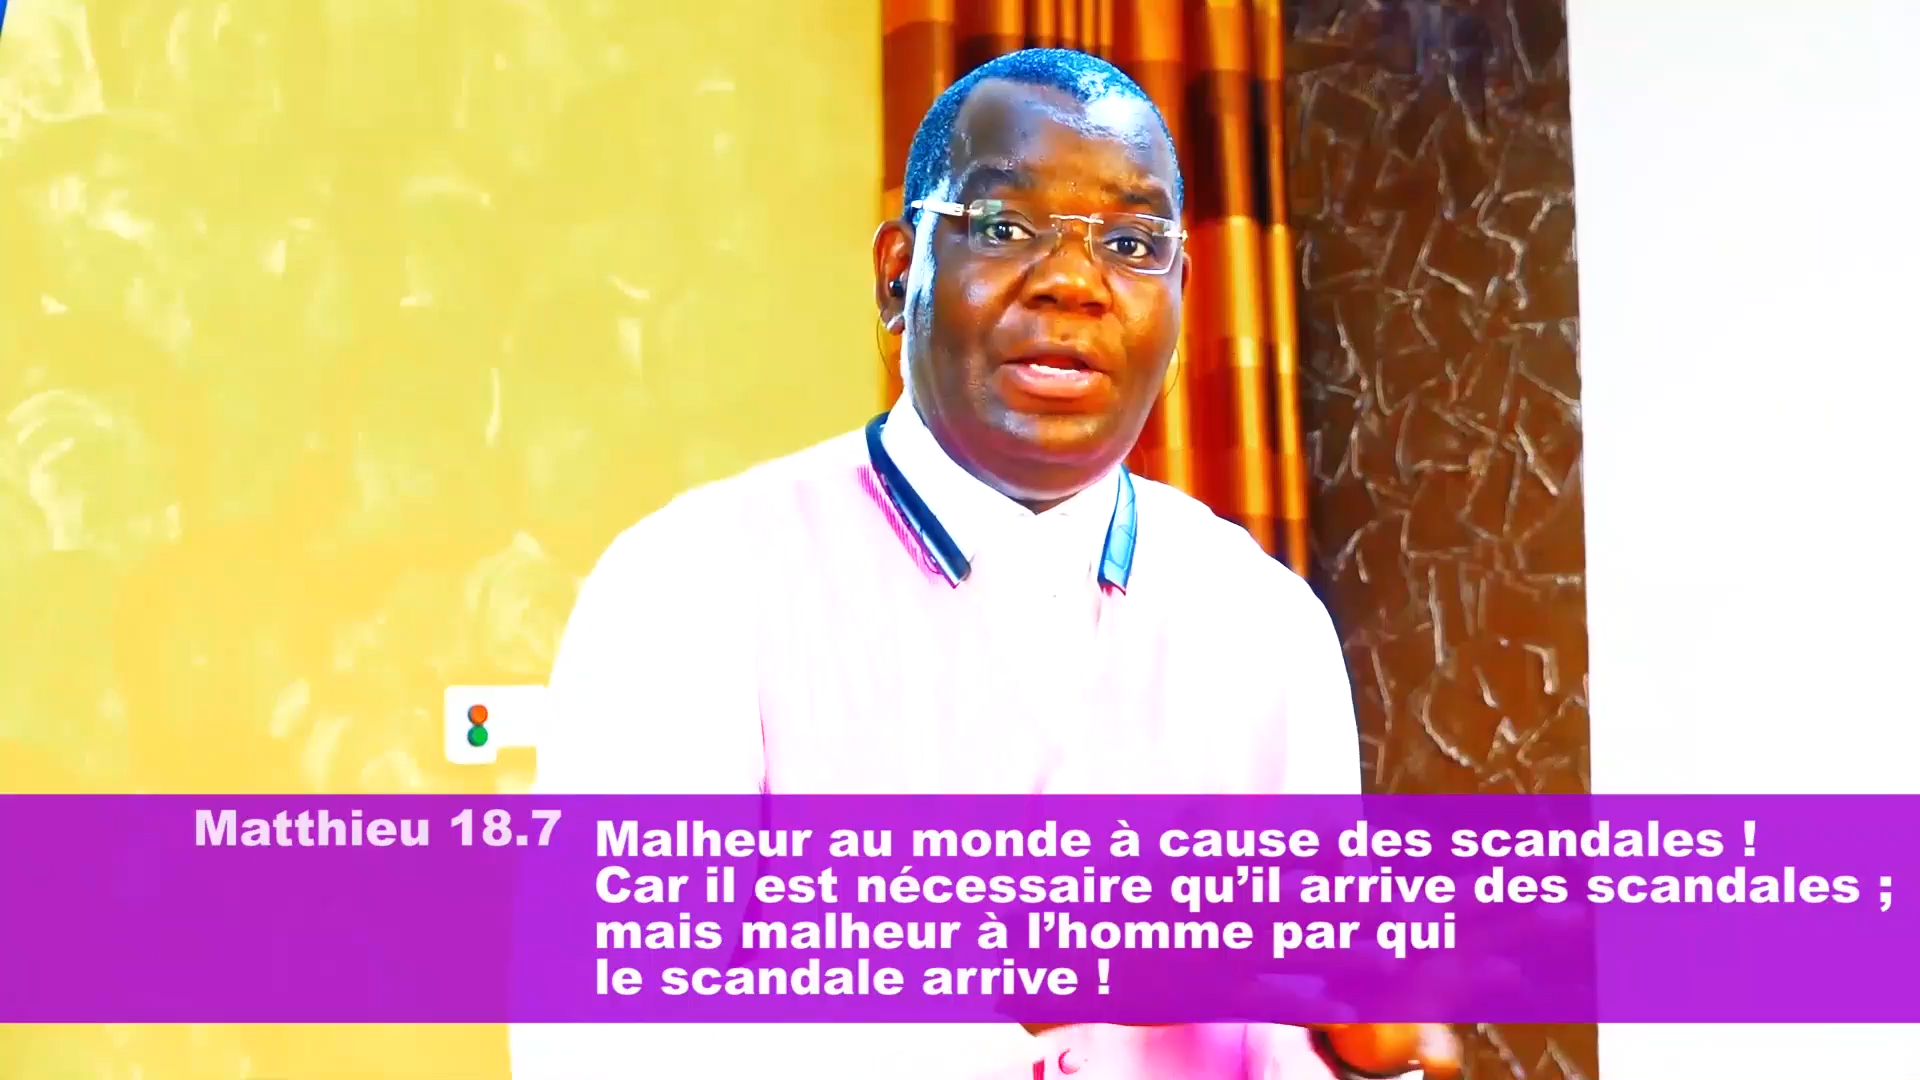 Matthieu 18.7
Malheur au monde à cause des scandales !
Car il est nécessaire qu’il arrive des scandales ;
mais malheur à l’homme par qui
le scandale arrive !